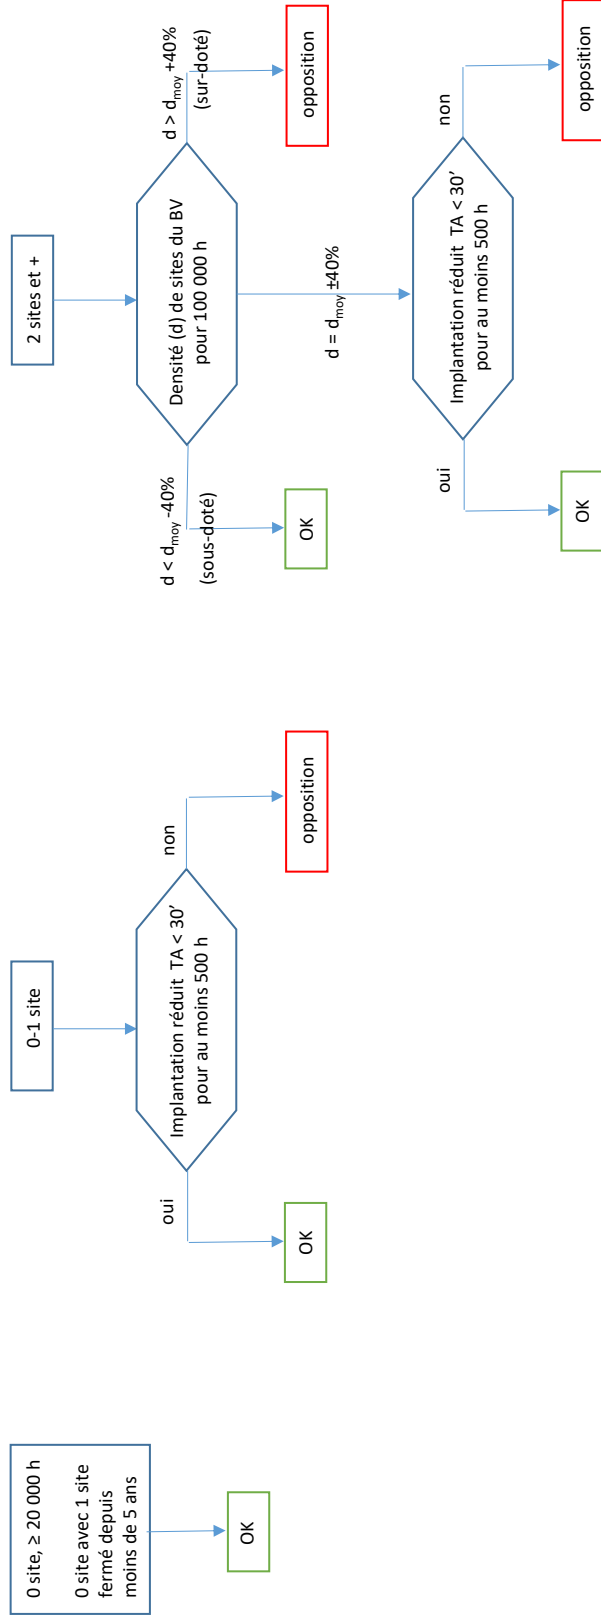 0 site, ≥ 20 000 h
0 site avec 1 site
fermé depuis
moins de 5 ans
OK
0-1 site
Implantation réduit TA < 30’
pour au moins 500 h
oui
non
OK
opposition
2 sites et +
Densité (d) de sites du BV
pour 100 000 h
d < dmoy -40%
(sous-doté)
d > dmoy +40%
(sur-doté)
OK
opposition
d = dmoy ±40%
Implantation réduit TA < 30’
pour au moins 500 h
oui
non
OK
opposition